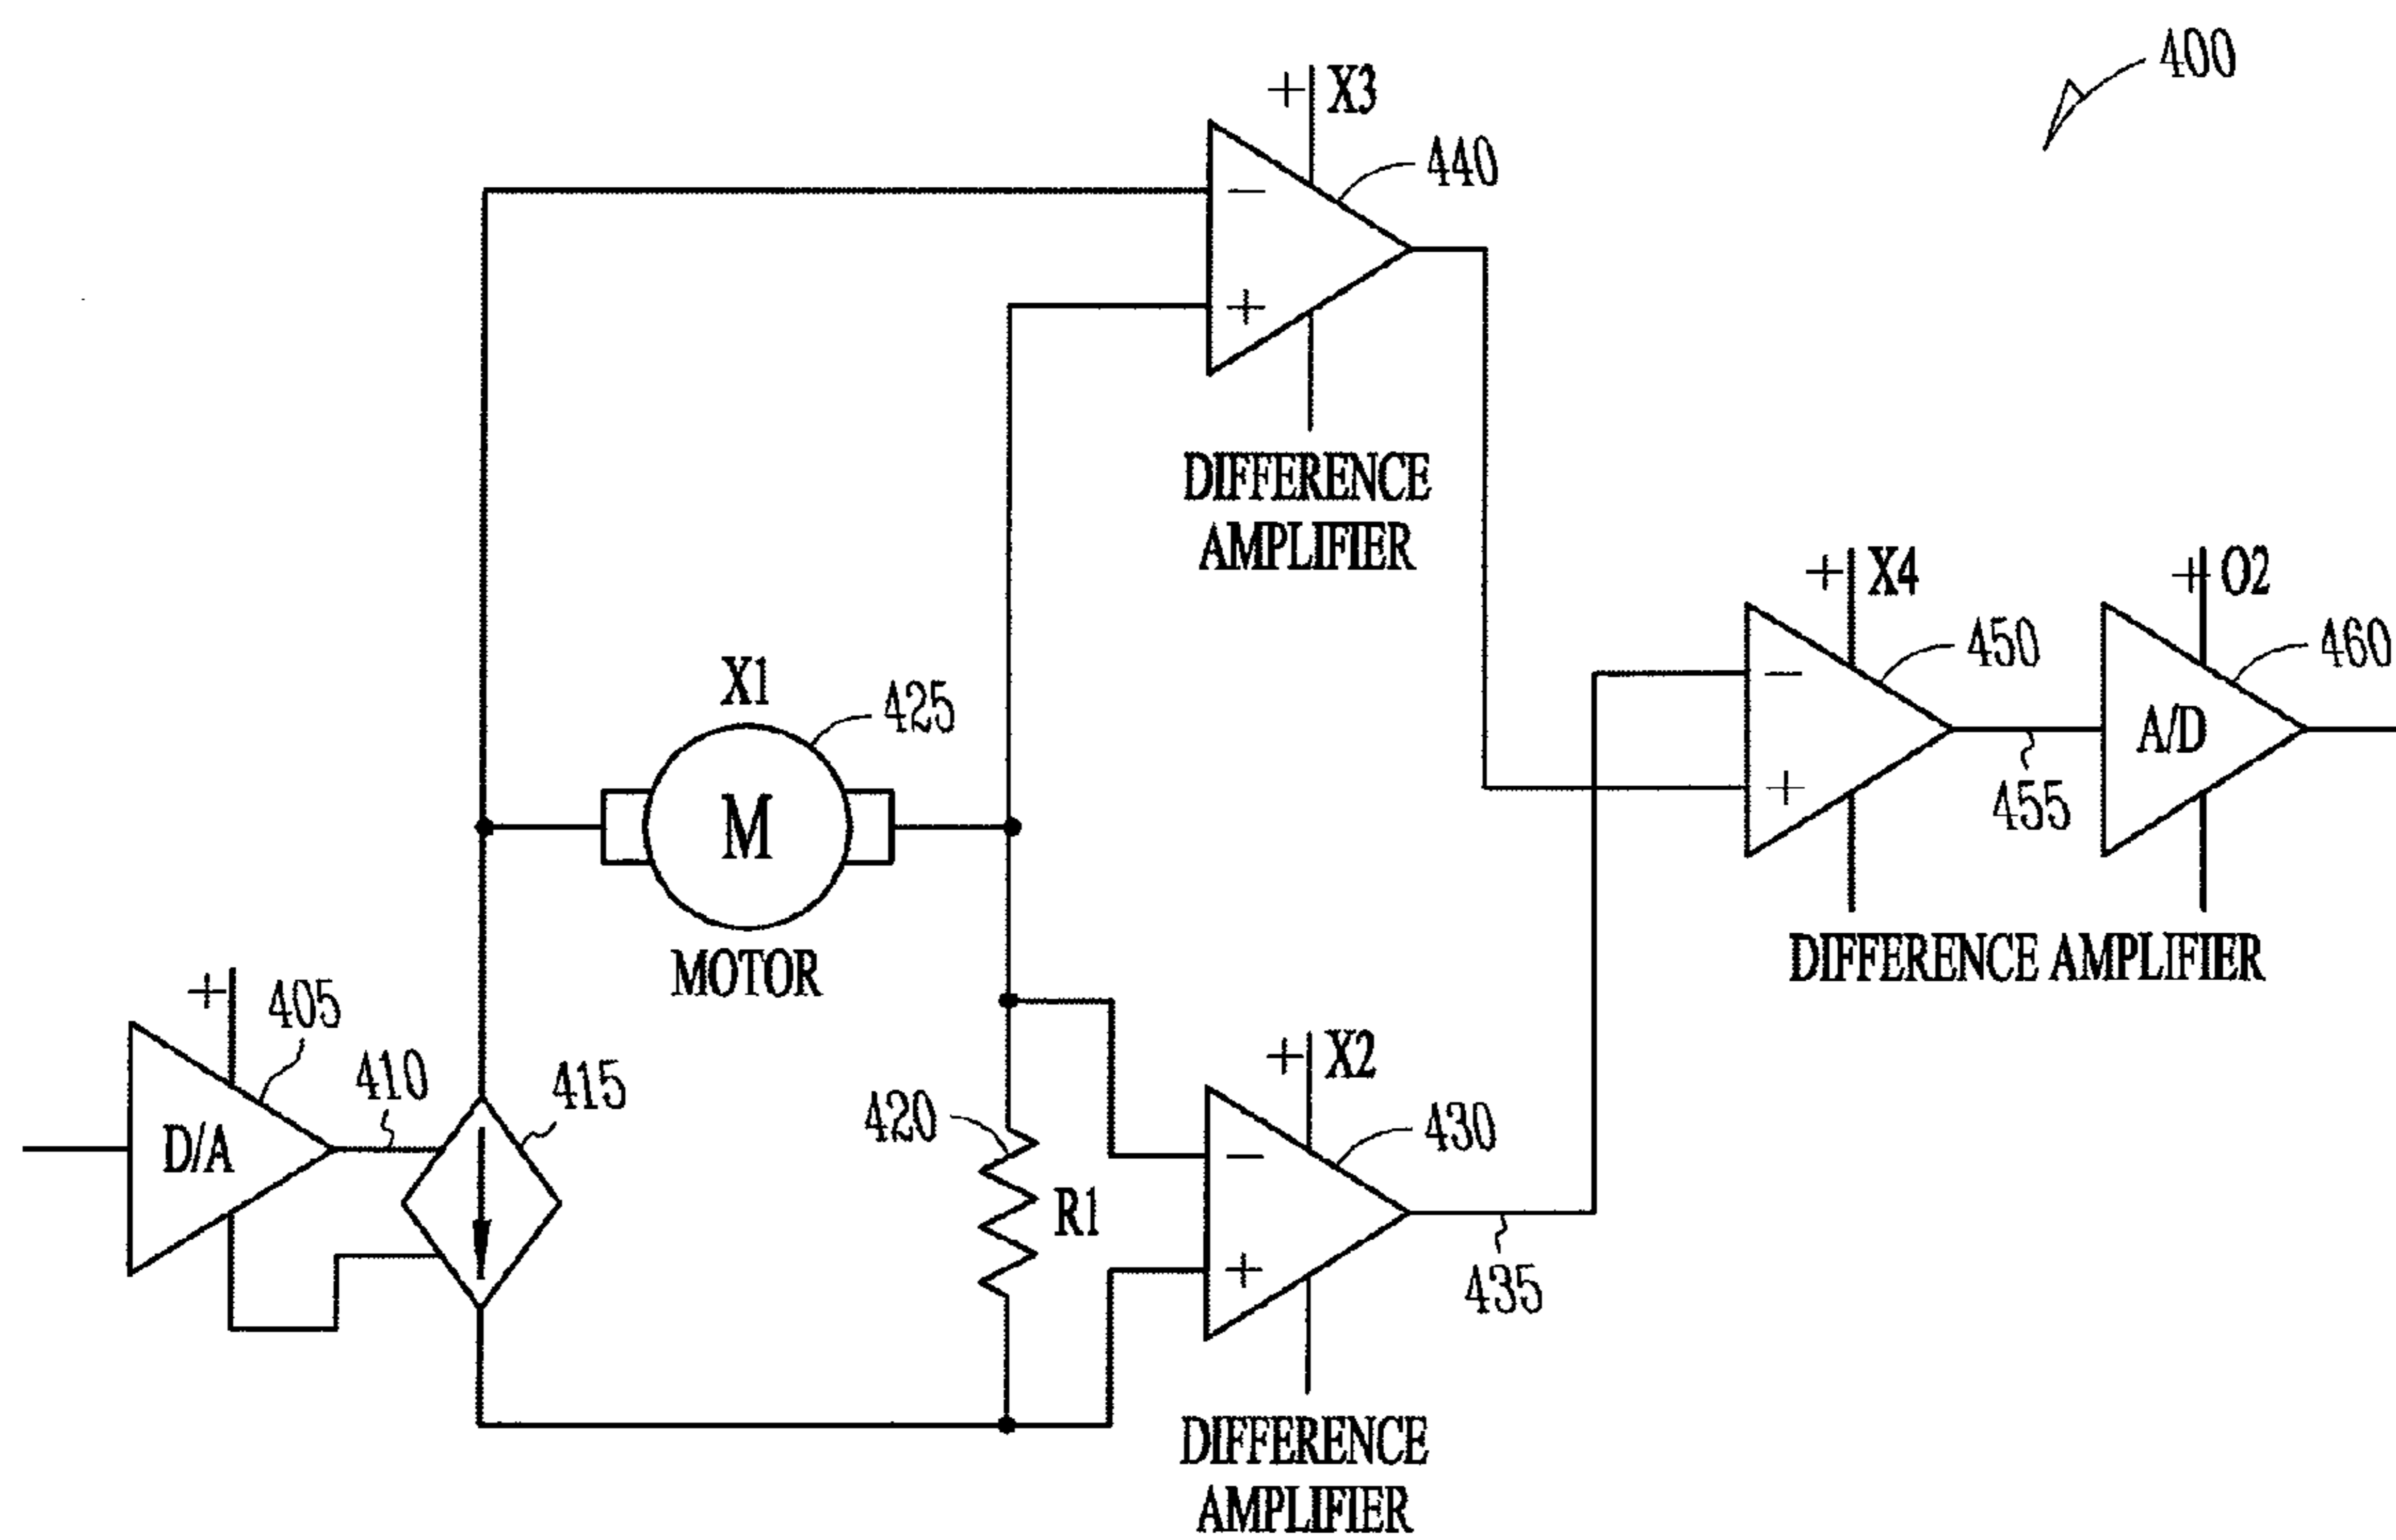 400
+ X3
440
−
+
DIFFERENCE
AMPLIFIER
+ X4
450
−
+
+ O2
460
A/D
455
DIFFERENCE AMPLIFIER
X1
425
M
MOTOR
+
405
D/A
410
415
420
R1
+ X2
430
−
+
435
DIFFERENCE
AMPLIFIER